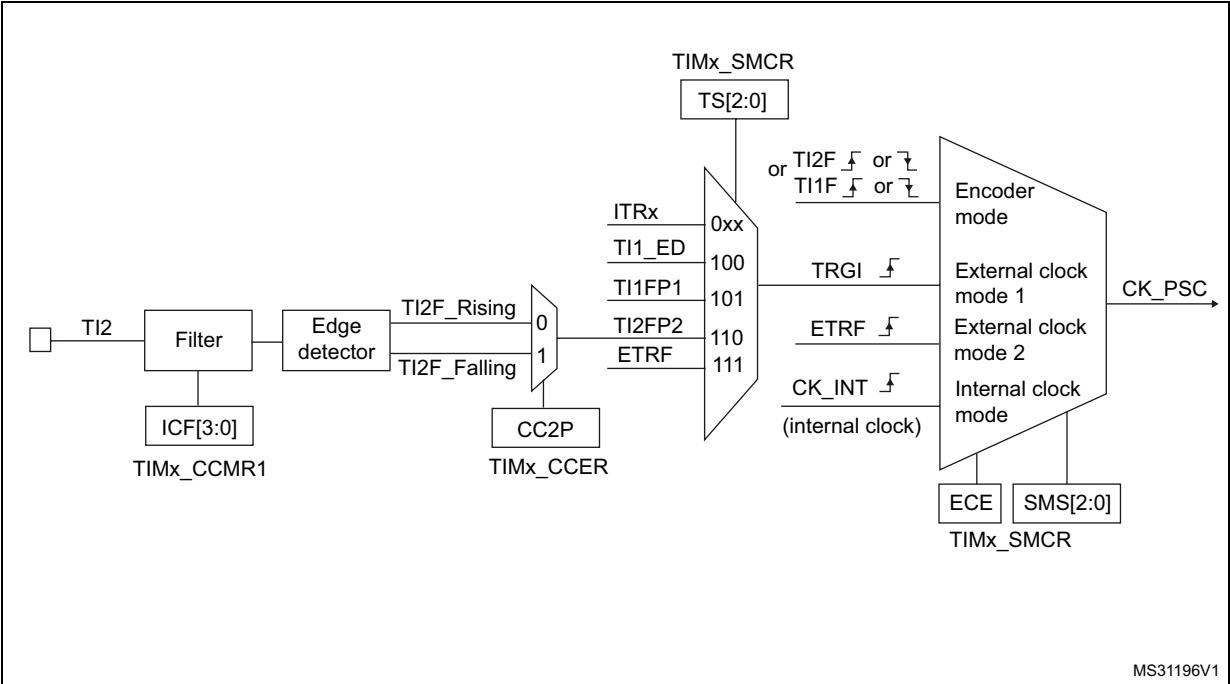 TIMx_SMCR
TS[2:0]
or TI2F or
TI1F or
Encoder
mode
ITRx
0xx
TI1_ED
100
TRGI
External clock
mode 1
CK_PSC
TI1FP1
101
TI2F_Rising
0
TI2
Filter
Edge
detector
TI2FP2
110
ETRF
External clock
mode 2
1
TI2F_Falling
ETRF
111
CK_INT
Internal clock
mode
(internal clock)
ICF[3:0]
CC2P
TIMx_CCMR1
TIMx_CCER
ECE
SMS[2:0]
TIMx_SMCR
MS31196V1